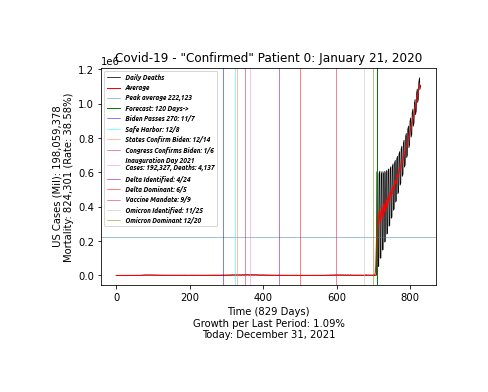 Covid-19 - "Confirmed" Patient 0: January 21, 2020
1e6
1.2
1.0
0.8
0.6
0.4
0.2
0.0
US Cases (Mil): 198,059,378
Mortality: 824,301 (Rate: 38.58%)
Daily Deaths
Average
Peak average 222,123
Forecast: 120 Days->
Biden Passes 270: 11/7
Safe Harbor: 12/8
States Confirm Biden: 12/14
Congress Confirms Biden: 1/6
Inauguration Day 2021
Cases: 192,327, Deaths: 4,137
Delta Identified: 4/24
Delta Dominant: 6/5
Vaccine Mandate: 9/9
Omicron Identified: 11/25
Omicron Dominant 12/20
0
200
400
600
800
Time (829 Days)
Growth per Last Period: 1.09%
Today: December 31, 2021